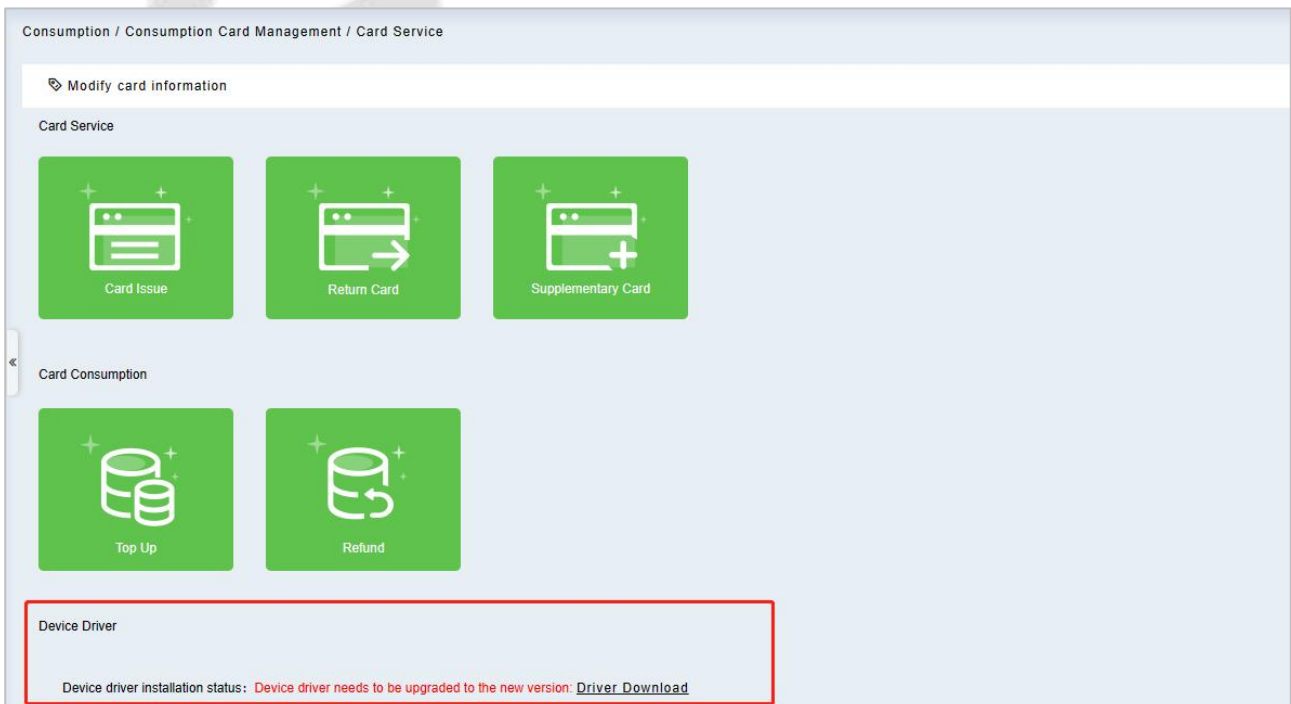 Consumption / Consumption Card Management / Card Service
Modify card information
Card Service
Card Issue
Return Card
Supplementary Card
«
Card Consumption
Top Up
Refund
Device Driver
Device driver installation status: Device driver needs to be upgraded to the new version: Driver Download